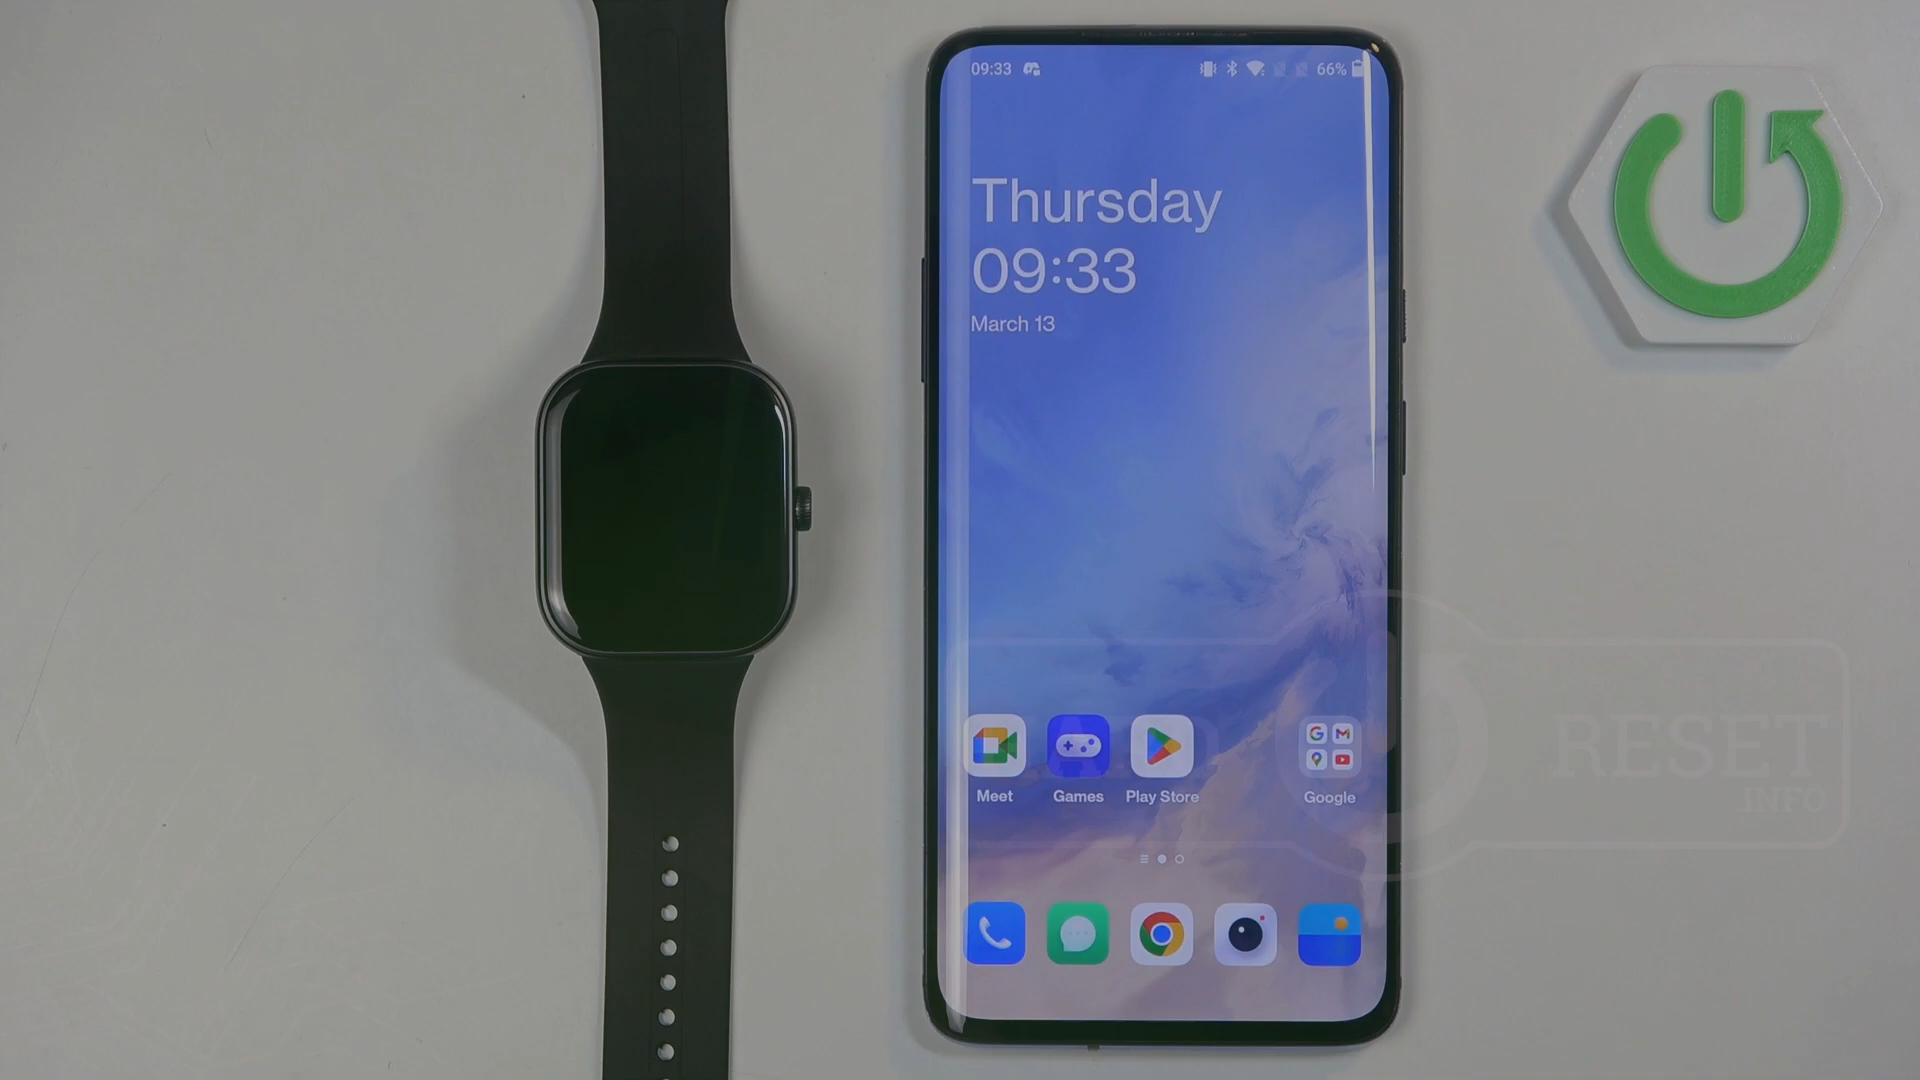 09:33
66%
Thursday
09:33
March 13
Meet
Games
Play Store
Google
RESET
INFO